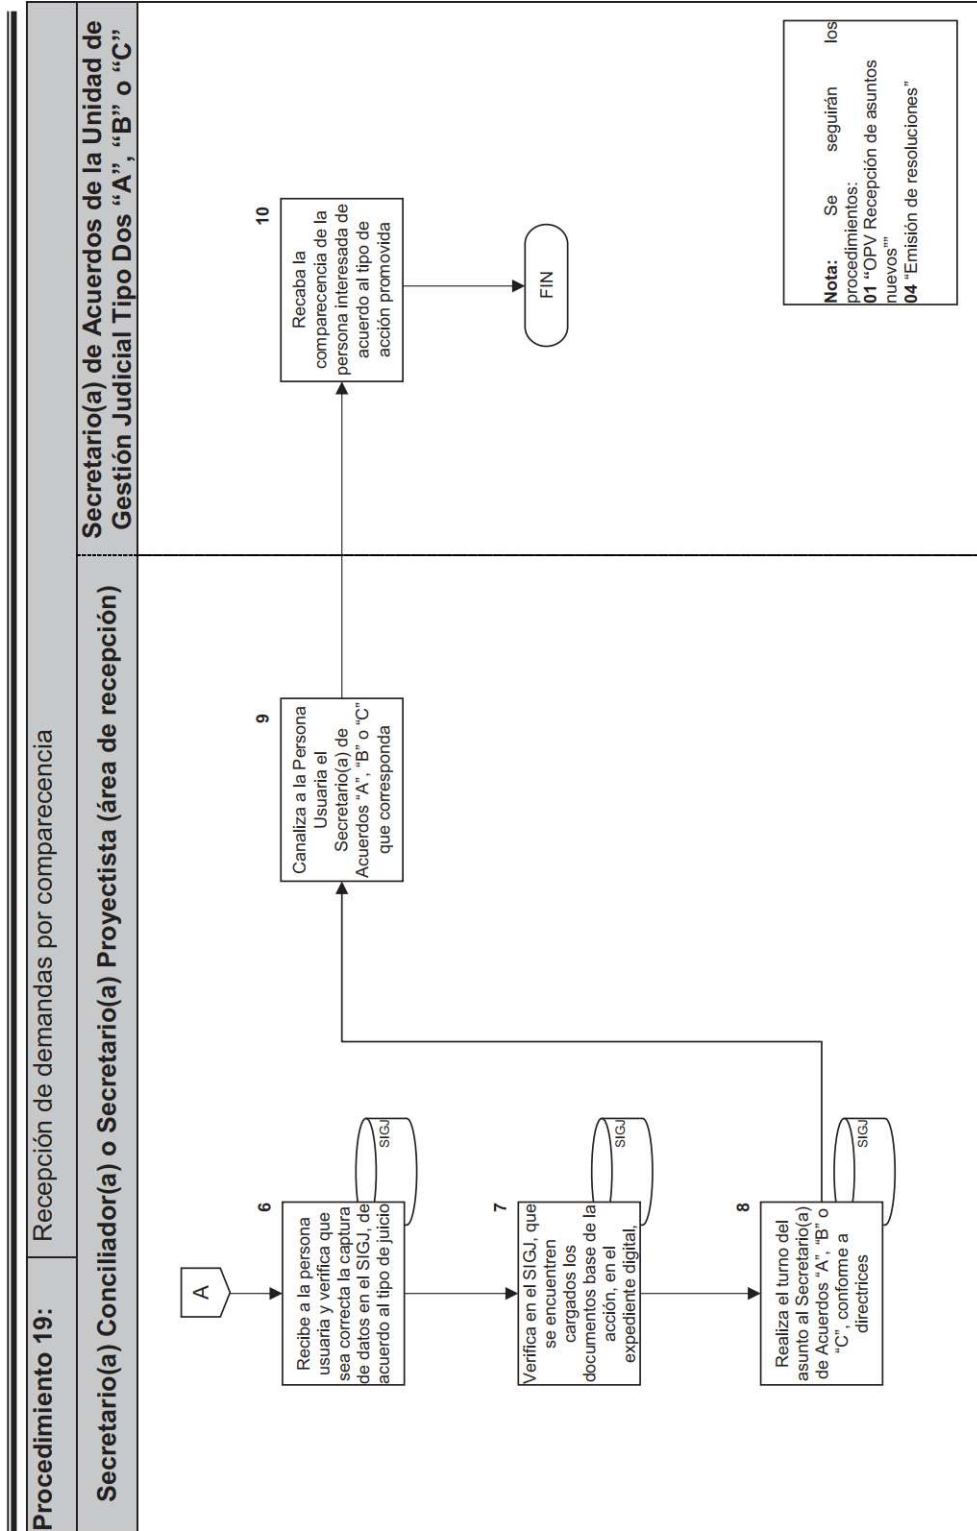 Procedimiento 19:
Recepción de demandas por comparecencia
Secretario(a) Conciliador(a) o Secretario(a) Proyectista (área de recepción)
Secretario(a) de Acuerdos de la Unidad de
Gestión Judicial Tipo Dos “A”, “B” o “C”
A
6
Recibe a la persona
usuaria y verifica que
sea correcta la captura
de datos en el SIGJ, de
acuerdo al tipo de juicio
SIGJ
7
Verifica en el SIGJ, que
se encuentren
cargados los
documentos base de la
acción, en el
expediente digital,
SIGJ
8
Realiza el turno del
asunto al Secretario(a)
de Acuerdos “A”, “B” o
“C”, conforme a
directrices
SIGJ
9
Canaliza a la Persona
Usuaria el
Secretario(a) de
Acuerdos “A”, “B” o “C”
que corresponda
10
Recaba la
comparecencia de la
persona interesada de
acuerdo al tipo de
acción promovida
FIN
Nota: Se seguirán los
procedimientos:
01 “OPV Recepción de asuntos
nuevos””
04 “Emisión de resoluciones”